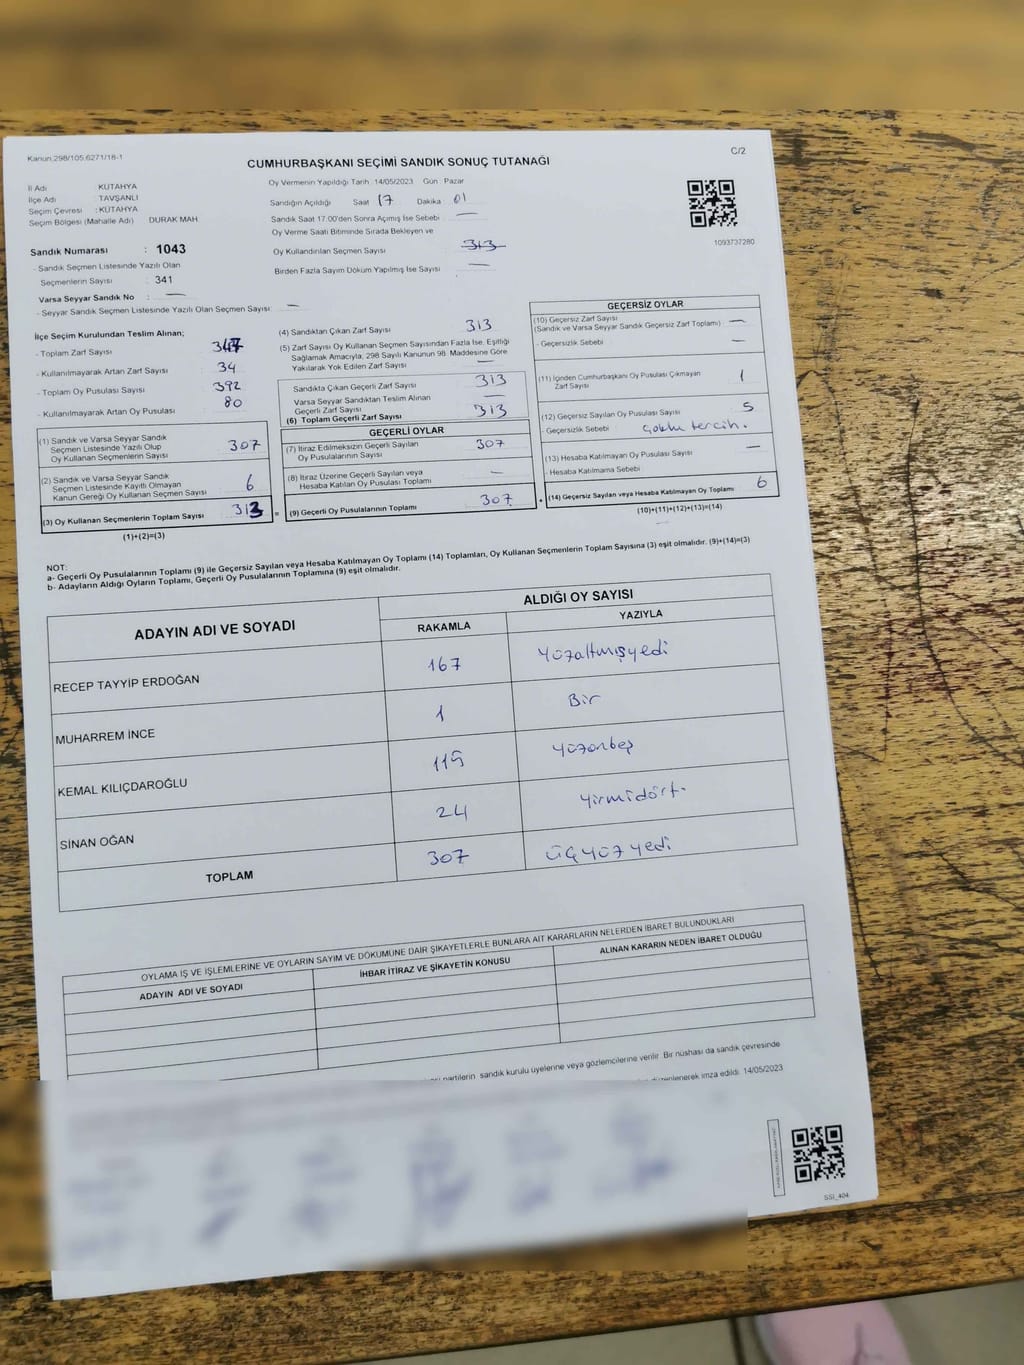 Kanun.298/105,6271/18-1
C/2
CUMHURBAŞKANI SEÇİMİ SANDIK SONUÇ TUTANAĞI
İl Adı KÜTAHYA
İlçe Adı TAVŞANLI
Seçim Çevresi : KÜTAHYA
Seçim Bölgesi (Mahalle Adı) DURAK MAH
Oy Vermenin Yapıldığı Tarih 14/05/2023 Gün Pazar
Sandığın Açıldığı Saat 17 Dakika 01
Sandık Saat 17.00'den Sonra Açmış İse Sebebi —
Oy Verme Saati Bitiminde Sırada Bekleyen ve
Oy Kullandırılan Seçmen Sayısı 313
Birden Fazla Sayım Döküm Yapılmış İse Sayısı —
1093737280
Sandık Numarası : 1043
- Sandık Seçmen Listesinde Yazılı Olan
Seçmenlerin Sayısı : 341
Varsa Seyyar Sandık No : —
- Seyyar Sandık Seçmen Listesinde Yazılı Olan Seçmen Sayısı: —
İlçe Seçim Kurulundan Teslim Alınan;
- Toplam Zarf Sayısı 347
- Kullanılmayarak Artan Zarf Sayısı 34
- Toplam Oy Pusulası Sayısı 392
- Kullanılmayarak Artan Oy Pusulası 80
(1) Sandık ve Varsa Seyyar Sandık
Seçmen Listesinde Yazılı Olup
Oy Kullanan Seçmenlerin Sayısı 307
(2) Sandık ve Varsa Seyyar Sandık
Seçmen Listesinde Kayıtlı Olmayan
Kanun Gereği Oy Kullanan Seçmen Sayısı 6
(3) Oy Kullanan Seçmenlerin Toplam Sayısı 313
(1)+(2)=(3)
(4) Sandıktan Çıkan Zarf Sayısı 313
(5) Zarf Sayısı Oy Kullanan Seçmen Sayısından Fazla İse, Eşitliği
Sağlamak Amacıyla, 298 Sayılı Kanunun 98. Maddesine Göre
Yakılarak Yok Edilen Zarf Sayısı —
Sandıkta Çıkan Geçerli Zarf Sayısı 313
Varsa Seyyar Sandıktan Teslim Alınan
Geçerli Zarf Sayısı —
(6) Toplam Geçerli Zarf Sayısı 313
GEÇERLİ OYLAR
(7) İtiraz Edilmeksizin Geçerli Sayılan
Oy Pusulalarının Sayısı 307
(8) İtiraz Üzerine Geçerli Sayılan veya
Hesaba Katılan Oy Pusulası Toplamı —
= (9) Geçerli Oy Pusulalarının Toplamı 307
GEÇERSİZ OYLAR
(10) Geçersiz Zarf Sayısı
(Sandık ve Varsa Seyyar Sandık Geçersiz Zarf Toplamı) —
- Geçersizlik Sebebi —
(11) İçinden Cumhurbaşkanı Oy Pusulası Çıkmayan
Zarf Sayısı 1
(12) Geçersiz Sayılan Oy Pusulası Sayısı 5
- Geçersizlik Sebebi : Çoklu tercih.
(13) Hesaba Katılmayan Oy Pusulası Sayısı —
- Hesaba Katılmama Sebebi
+ (14) Geçersiz Sayılan veya Hesaba Katılmayan Oy Toplamı 6
(10)+(11)+(12)+(13)=(14)
NOT:
a- Geçerli Oy Pusulalarının Toplamı (9) ile Geçersiz Sayılan veya Hesaba Katılmayan Oy Toplamı (14) Toplamları, Oy Kullanan Seçmenlerin Toplam Sayısına (3) eşit olmalıdır. (9)+(14)=(3)
b- Adayların Aldığı Oyların Toplamı, Geçerli Oy Pusulalarının Toplamına (9) eşit olmalıdır.
ADAYIN ADI VE SOYADI
ALDIĞI OY SAYISI
RAKAMLA YAZIYLA
RECEP TAYYİP ERDOĞAN 167 Yüzaltmışyedi
MUHARREM İNCE 1 Bir
KEMAL KILIÇDAROĞLU 115 Yüzonbeş
SİNAN OĞAN 24 Yirmidört.
TOPLAM 307 Üçyüzyedi
OYLAMA İŞ VE İŞLEMLERİNE VE OYLARIN SAYIM VE DÖKÜMÜNE DAİR ŞİKAYETLERLE BUNLARA AİT KARARLARIN NELERDEN İBARET BULUNDUKLARI
ADAYIN ADI VE SOYADI
İHBAR İTİRAZ VE ŞİKAYETİN KONUSU
ALINAN KARARIN NEDEN İBARET OLDUĞU
partilerin sandık kurulu üyelerine veya gözlemcilerine verilir. Bir nüshası da sandık çevresinde
düzenlenerek imza edildi. 14/05/2023
SSI_404